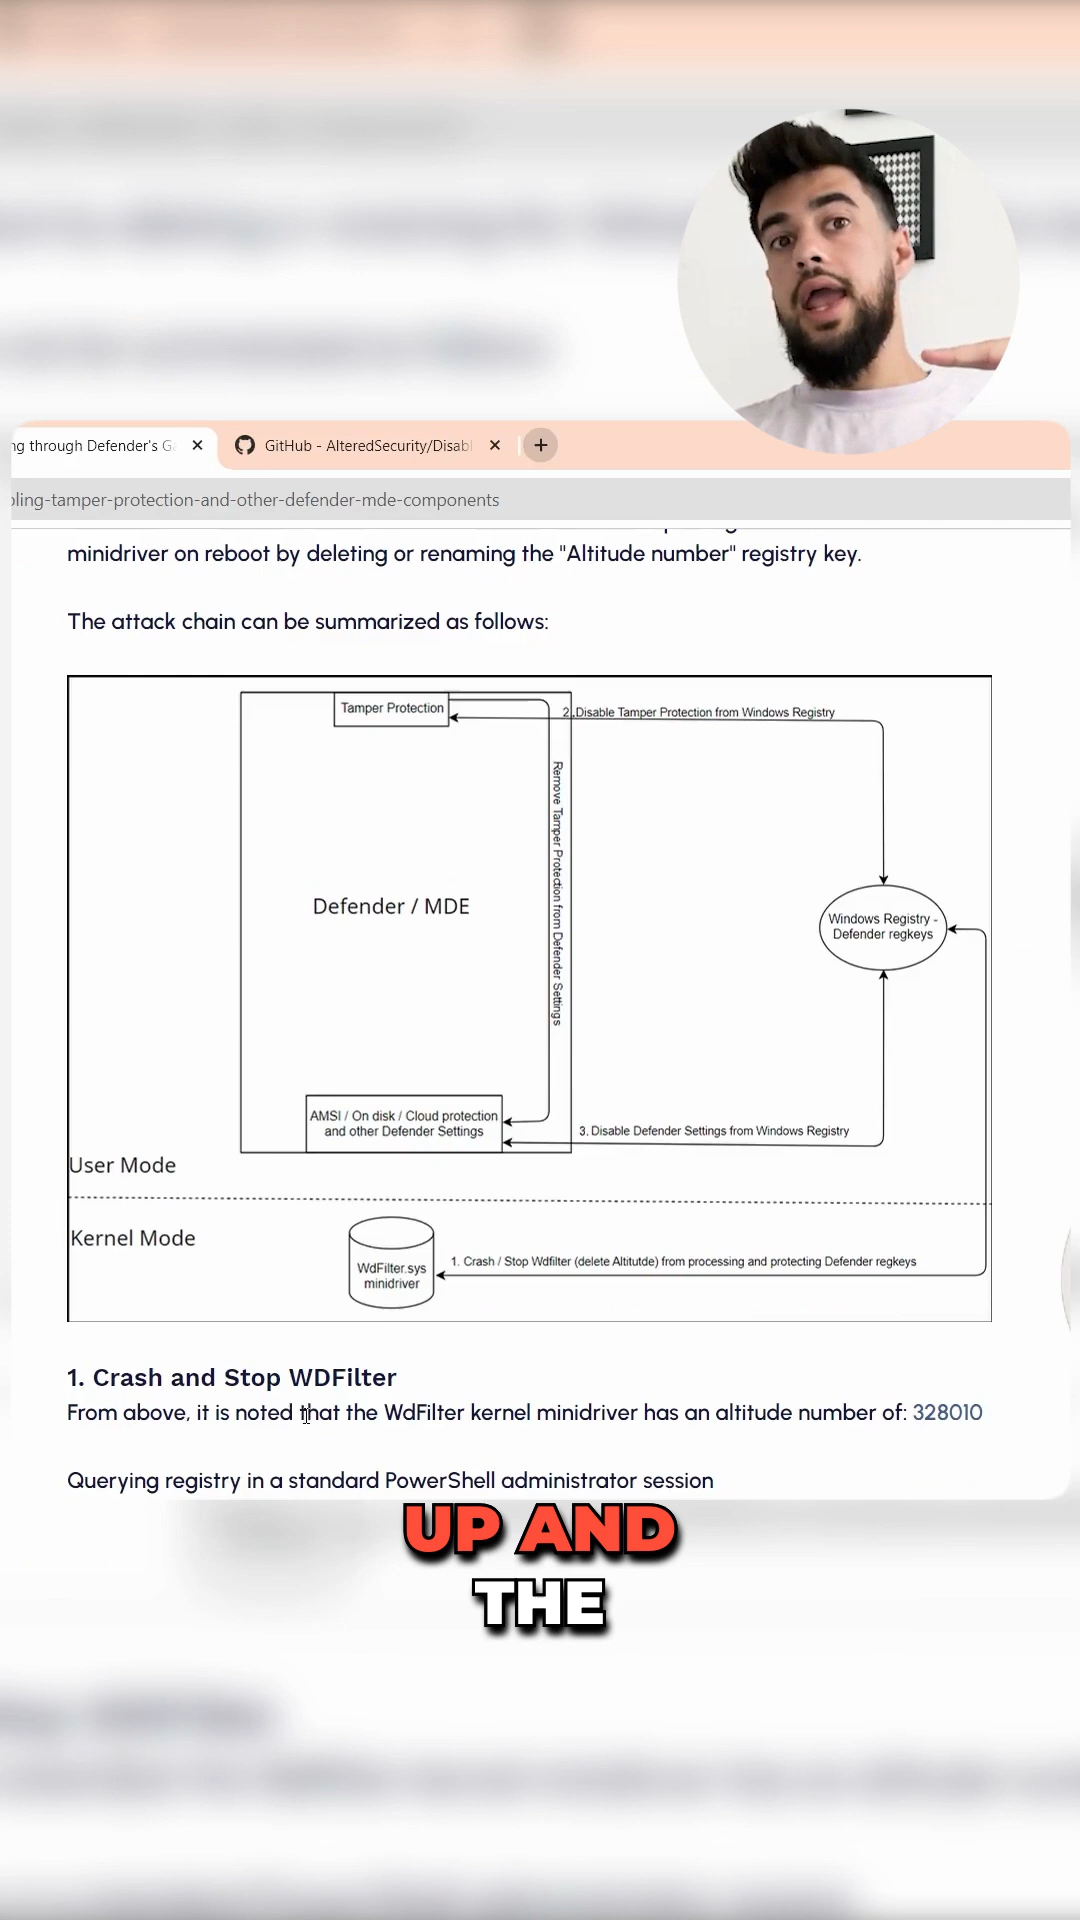 ng through Defender's Ga
GitHub - AlteredSecurity/Disabl
ling-tamper-protection-and-other-defender-mde-components
minidriver on reboot by deleting or renaming the "Altitude number" registry key.
The attack chain can be summarized as follows:
Tamper Protection
2. Disable Tamper Protection from Windows Registry
Remove Tamper Protection from Defender Settings
Defender / MDE
Windows Registry -
Defender regkeys
AMSI / On disk / Cloud protection
and other Defender Settings
3. Disable Defender Settings from Windows Registry
User Mode
Kernel Mode
WdFilter.sys
minidriver
1. Crash / Stop Wdfilter (delete Altitutde) from processing and protecting Defender regkeys
1. Crash and Stop WDFilter
From above, it is noted that the WdFilter kernel minidriver has an altitude number of: 328010
Querying registry in a standard PowerShell administrator session
UP AND
THE